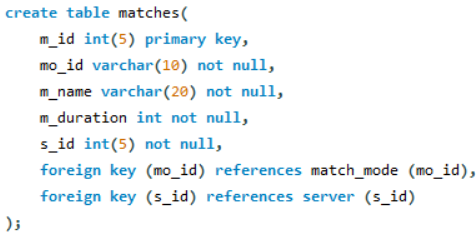 create table matches(
m_id int(5) primary key,
mo_id varchar(10) not null,
m_name varchar(20) not null,
m_duration int not null,
s_id int(5) not null,
foreign key (mo_id) references match_mode (mo_id),
foreign key (s_id) references server (s_id)
);